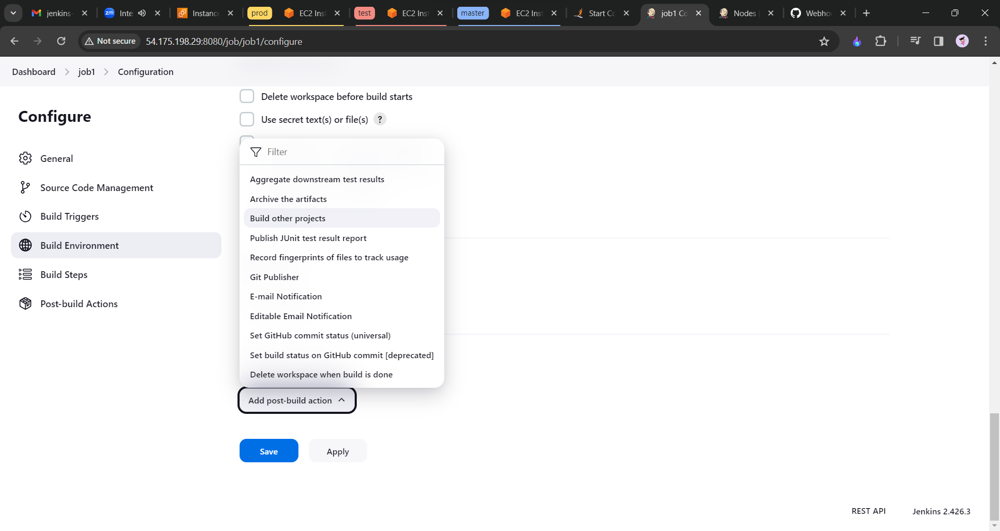 jenkins-
zm
Inte
Instance
prod
EC2 Inst
test
EC2 Inst
master
EC2 Inst
Start Co
job1 Co
Nodes
Webho
Not secure
54.175.198.29:8080/job/job1/configure
Dashboard
job1
Configuration
Configure
General
Source Code Management
Build Triggers
Build Environment
Build Steps
Post-build Actions
Delete workspace before build starts
Use secret text(s) or file(s) ?
Filter
Aggregate downstream test results
Archive the artifacts
Build other projects
Publish JUnit test result report
Record fingerprints of files to track usage
Git Publisher
E-mail Notification
Editable Email Notification
Set GitHub commit status (universal)
Set build status on GitHub commit [deprecated]
Delete workspace when build is done
Add post-build action
Save
Apply
REST API
Jenkins 2.426.3